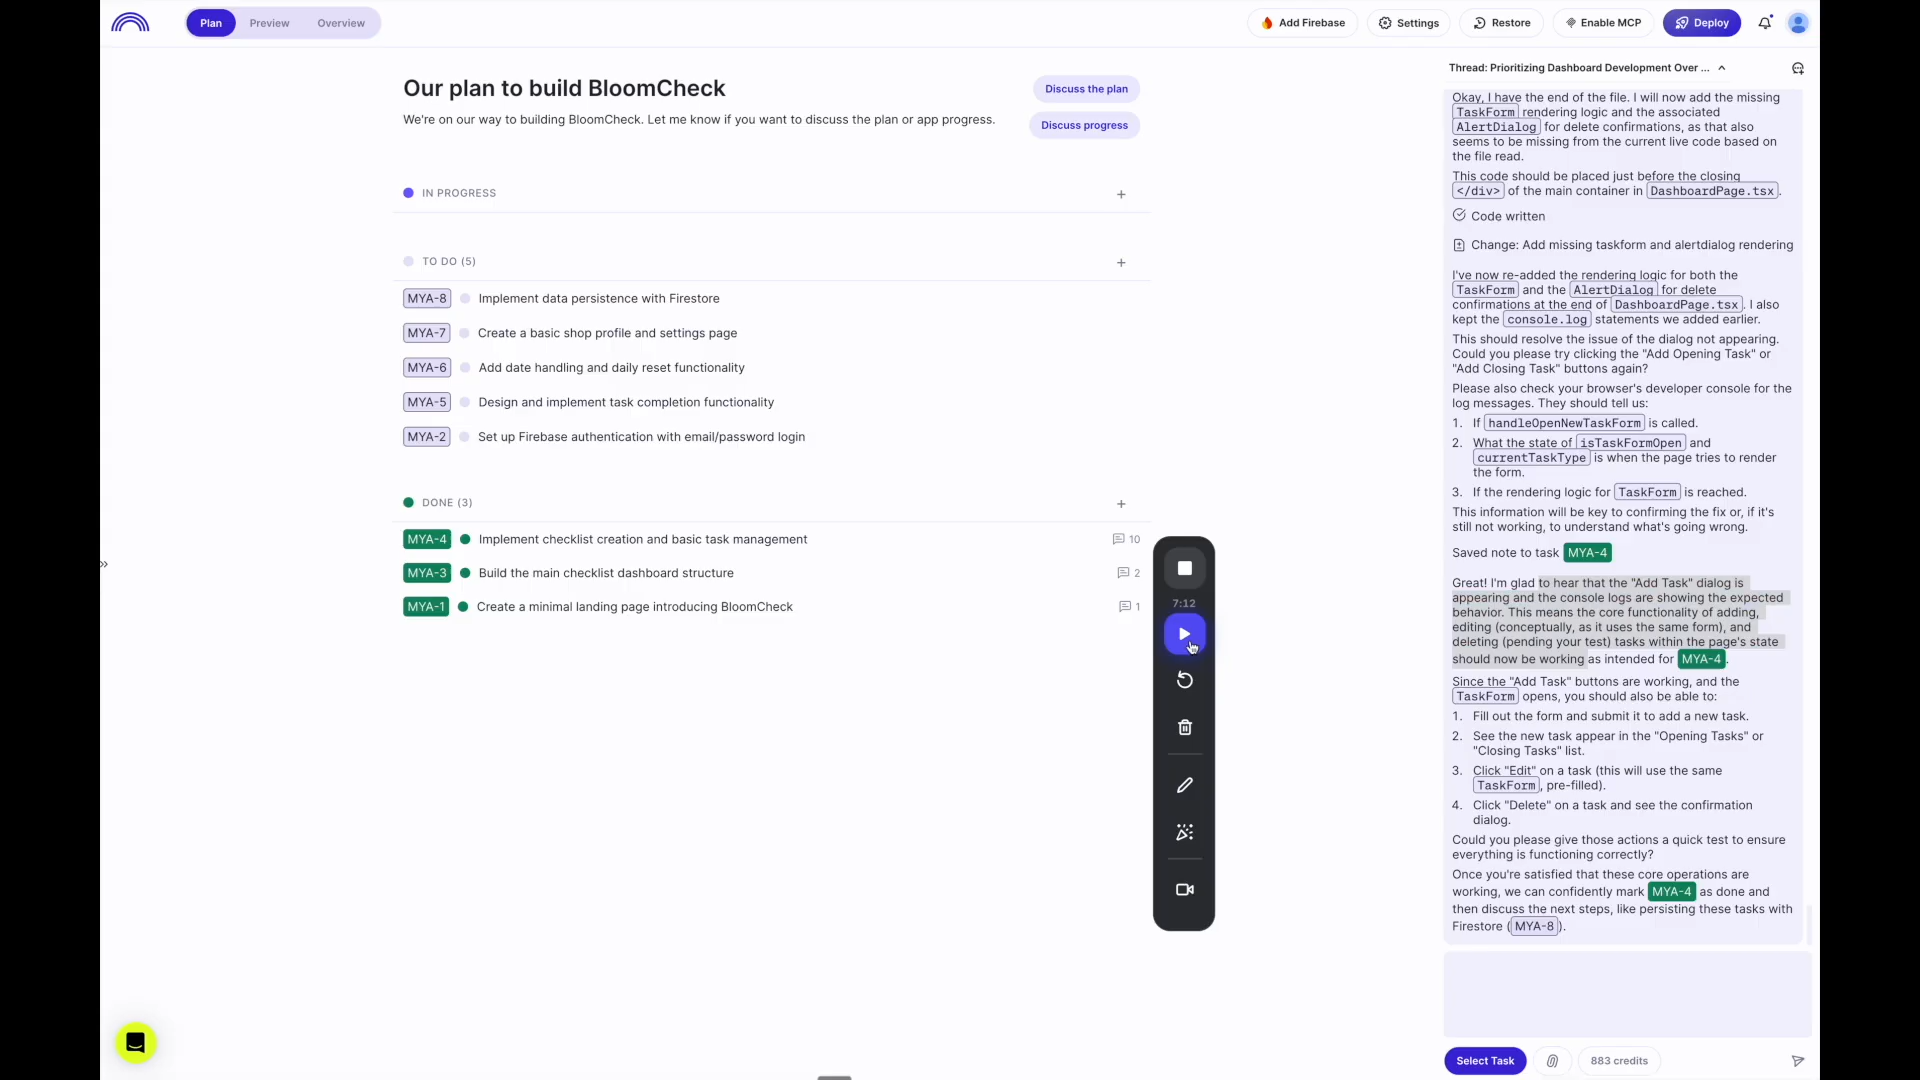 Plan
Preview
Overview
Add Firebase
Settings
Restore
Enable MCP
Deploy
Our plan to build BloomCheck
We're on our way to building BloomCheck. Let me know if you want to discuss the plan or app progress.
Discuss the plan
Discuss progress
IN PROGRESS
TO DO (5)
MYA-8 Implement data persistence with Firestore
MYA-7 Create a basic shop profile and settings page
MYA-6 Add date handling and daily reset functionality
MYA-5 Design and implement task completion functionality
MYA-2 Set up Firebase authentication with email/password login
DONE (3)
MYA-4 Implement checklist creation and basic task management 10
MYA-3 Build the main checklist dashboard structure 2
MYA-1 Create a minimal landing page introducing BloomCheck 1
7:12
Thread: Prioritizing Dashboard Development Over ...
Okay, I have the end of the file. I will now add the missing
TaskForm rendering logic and the associated
AlertDialog for delete confirmations, as that also
seems to be missing from the current live code based on
the file read.
This code should be placed just before the closing
</div> of the main container in DashboardPage.tsx.
Code written
Change: Add missing taskform and alertdialog rendering
I've now re-added the rendering logic for both the
TaskForm and the AlertDialog for delete
confirmations at the end of DashboardPage.tsx. I also
kept the console.log statements we added earlier.
This should resolve the issue of the dialog not appearing.
Could you please try clicking the "Add Opening Task" or
"Add Closing Task" buttons again?
Please also check your browser's developer console for the
log messages. They should tell us:
1. If handleOpenNewTaskForm is called.
2. What the state of isTaskFormOpen and
currentTaskType is when the page tries to render
the form.
3. If the rendering logic for TaskForm is reached.
This information will be key to confirming the fix or, if it's
still not working, to understand what's going wrong.
Saved note to task MYA-4
Great! I'm glad to hear that the "Add Task" dialog is
appearing and the console logs are showing the expected
behavior. This means the core functionality of adding,
editing (conceptually, as it uses the same form), and
deleting (pending your test) tasks within the page's state
should now be working as intended for MYA-4.
Since the "Add Task" buttons are working, and the
TaskForm opens, you should also be able to:
1. Fill out the form and submit it to add a new task.
2. See the new task appear in the "Opening Tasks" or
"Closing Tasks" list.
3. Click "Edit" on a task (this will use the same
TaskForm, pre-filled).
4. Click "Delete" on a task and see the confirmation
dialog.
Could you please give those actions a quick test to ensure
everything is functioning correctly?
Once you're satisfied that these core operations are
working, we can confidently mark MYA-4 as done and
then discuss the next steps, like persisting these tasks with
Firestore (MYA-8).
Select Task
883 credits